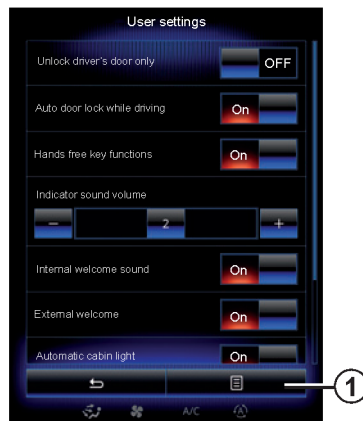 User settings
Unlock driver's door only OFF
Auto door lock while driving On
Hands free key functions On
Indicator sound volume
− 2 +
Internal welcome sound On
External welcome On
Automatic cabin light On
1
A/C
A